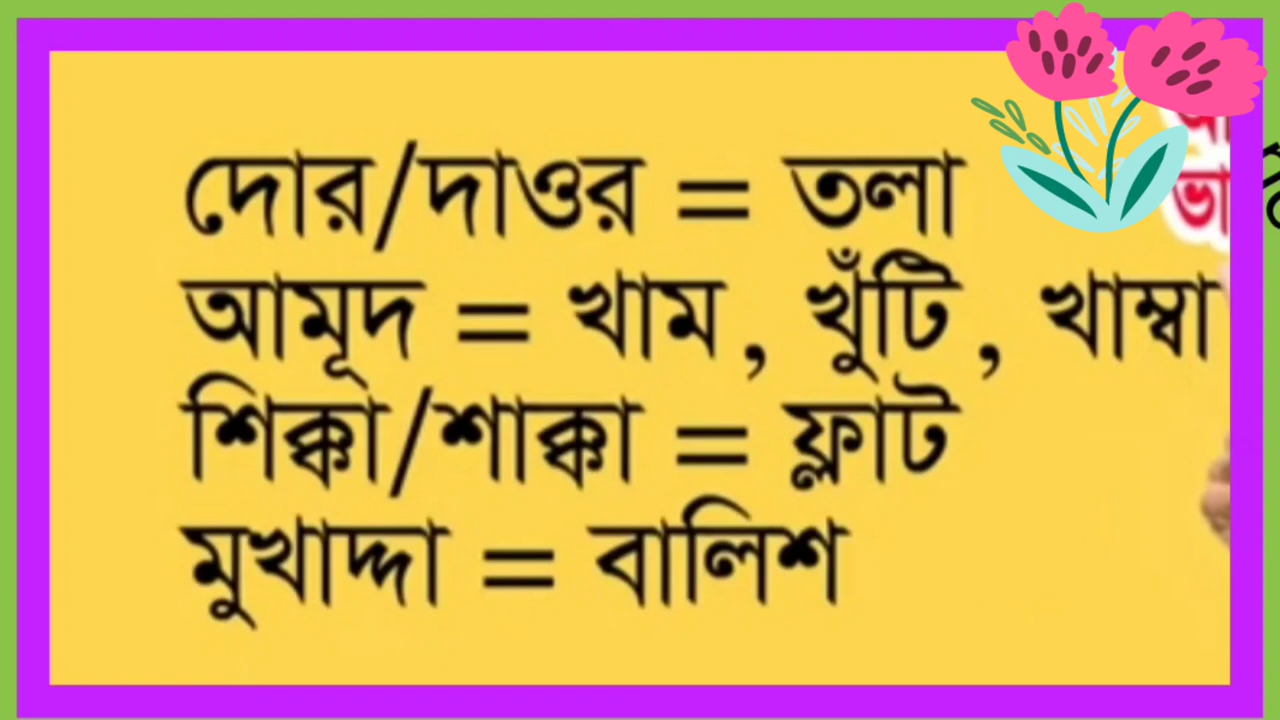 দোর/দাওর = তলা
আমূদ = খাম, খুঁটি, খাম্বা
শিক্কা/শাক্কা = ফ্লাট
মুখাদ্দা = বালিশ